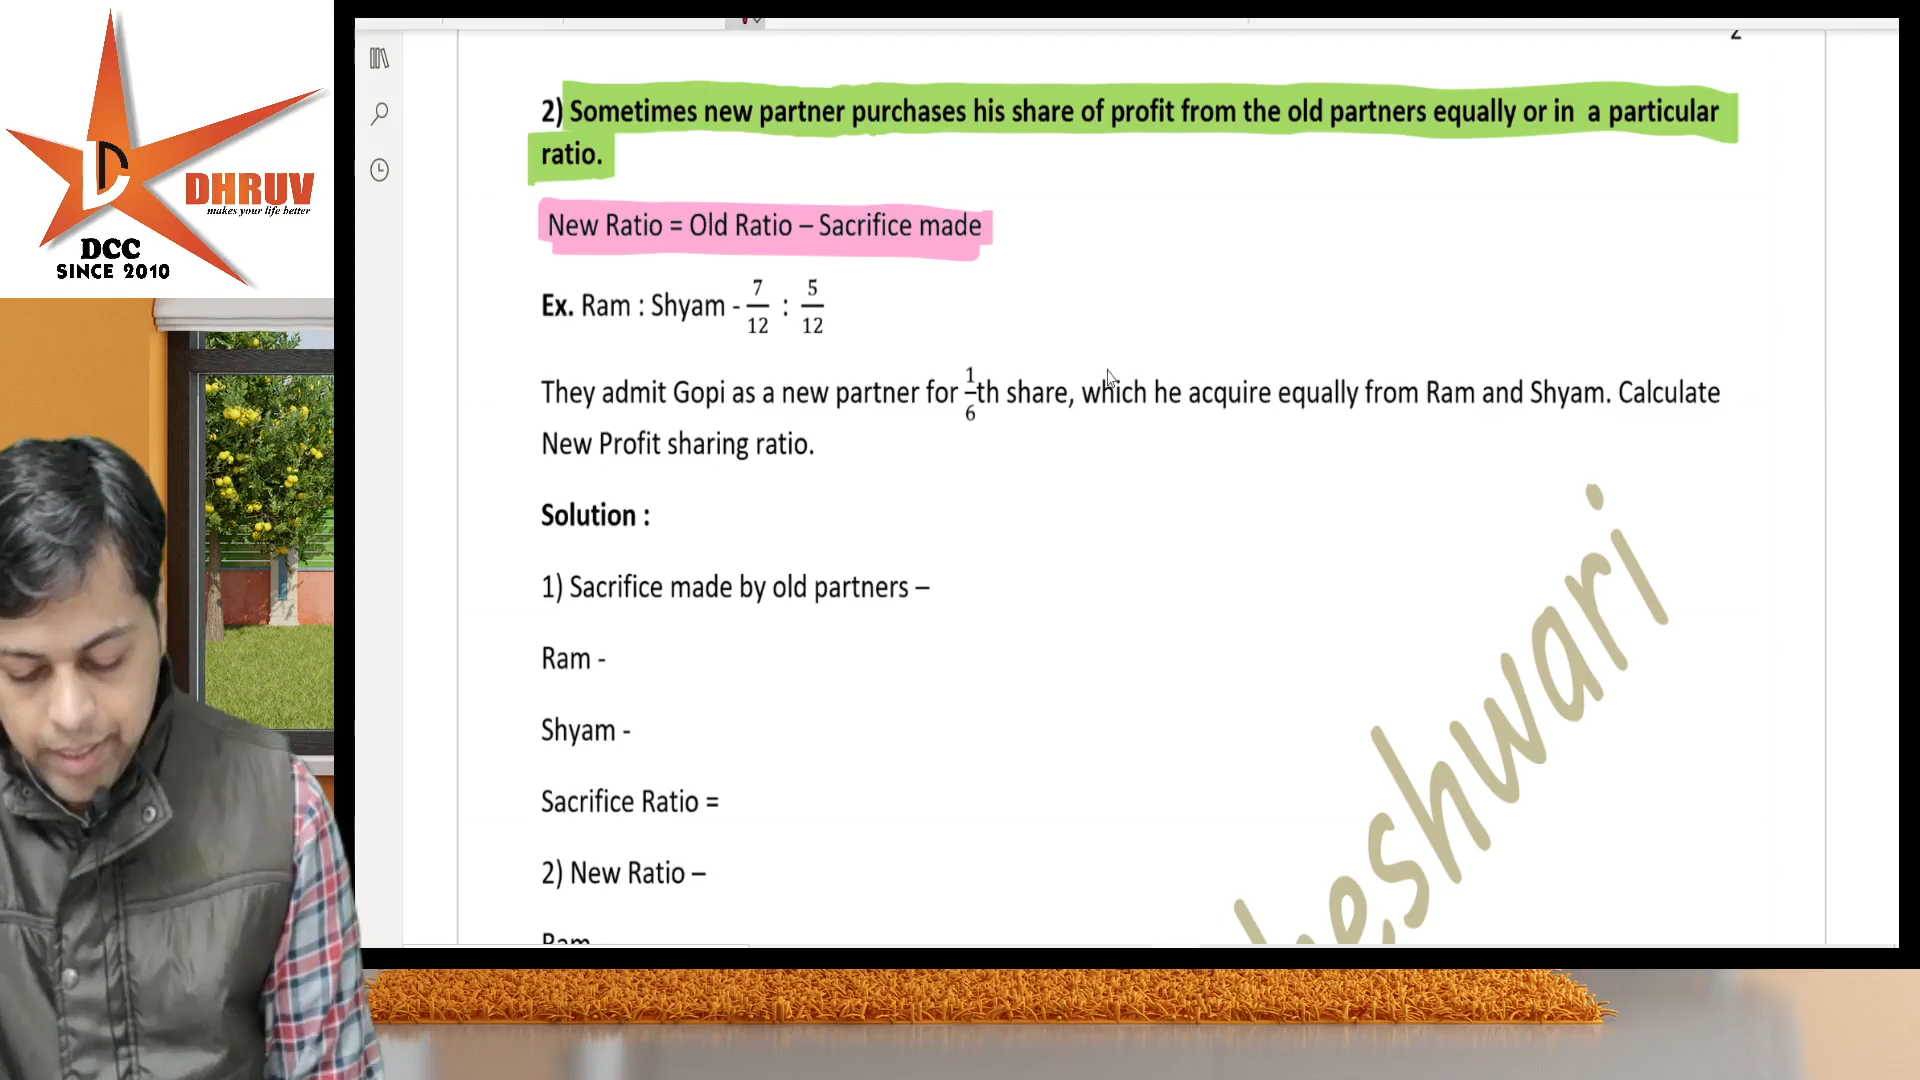 DHRUV
makes your life better
DCC
SINCE 2010
2) Sometimes new partner purchases his share of profit from the old partners equally or in a particular
ratio.
New Ratio = Old Ratio – Sacrifice made
Ex. Ram : Shyam - 7/12 : 5/12
They admit Gopi as a new partner for 1/6th share, which he acquire equally from Ram and Shyam. Calculate
New Profit sharing ratio.
Solution :
1) Sacrifice made by old partners –
Ram -
Shyam -
Sacrifice Ratio =
2) New Ratio –
Ram